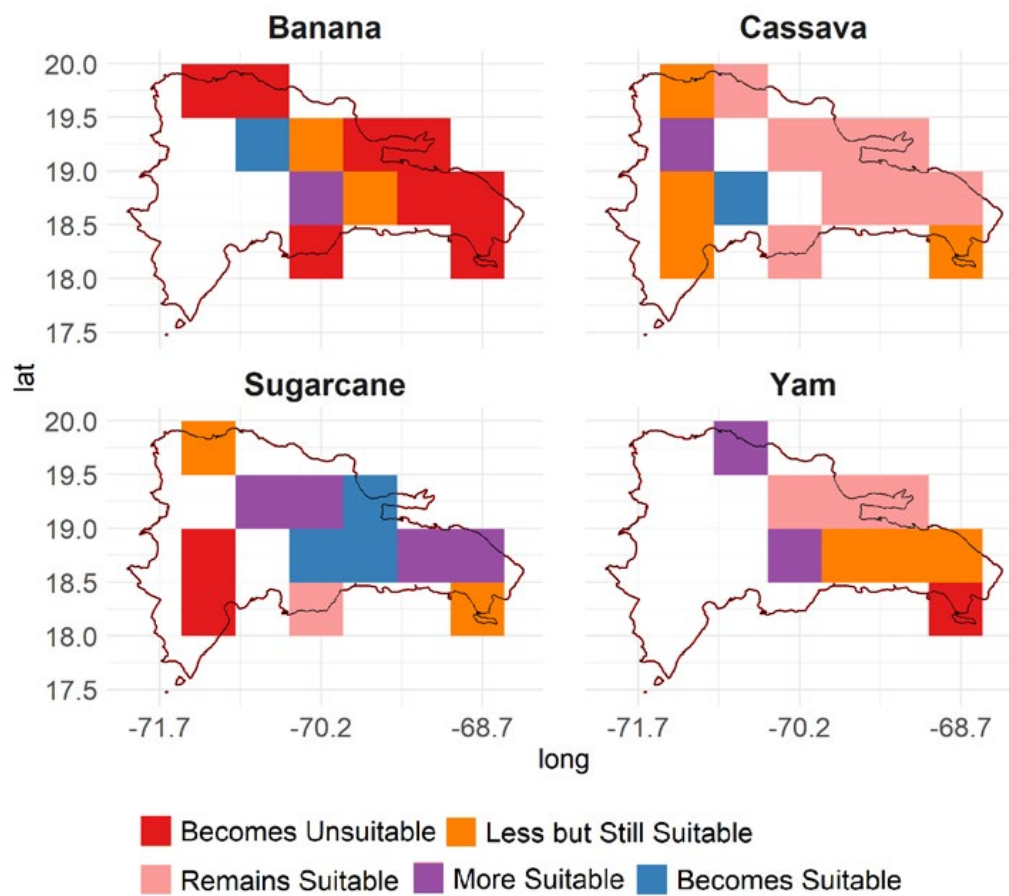 Banana Cassava
20.0
19.5
19.0
18.5
18.0
17.5
lat
Sugarcane Yam
20.0
19.5
19.0
18.5
18.0
17.5
-71.7 -70.2 -68.7 -71.7 -70.2 -68.7
long
Becomes Unsuitable Less but Still Suitable
Remains Suitable More Suitable Becomes Suitable